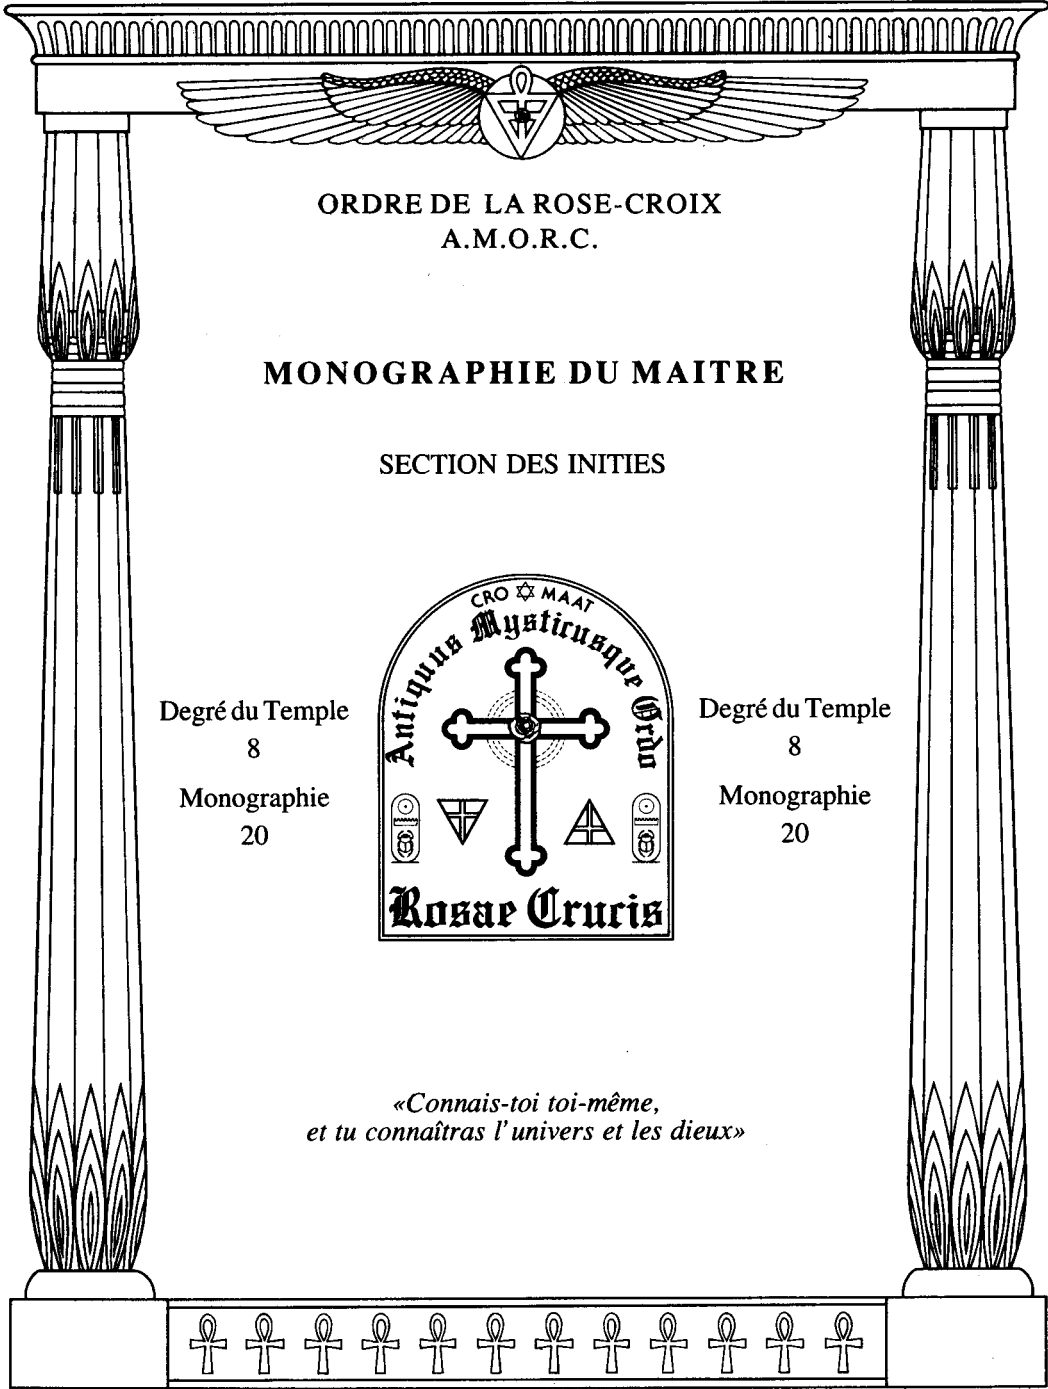 ORDRE DE LA ROSE-CROIX
A.M.O.R.C.
MONOGRAPHIE DU MAITRE
SECTION DES INITIES
CRO MAAT
Antiquus Mysticusque Ordo
Rosae Crucis
Degré du Temple
8
Monographie
20
Degré du Temple
8
Monographie
20
«Connais-toi toi-même,
et tu connaîtras l'univers et les dieux»